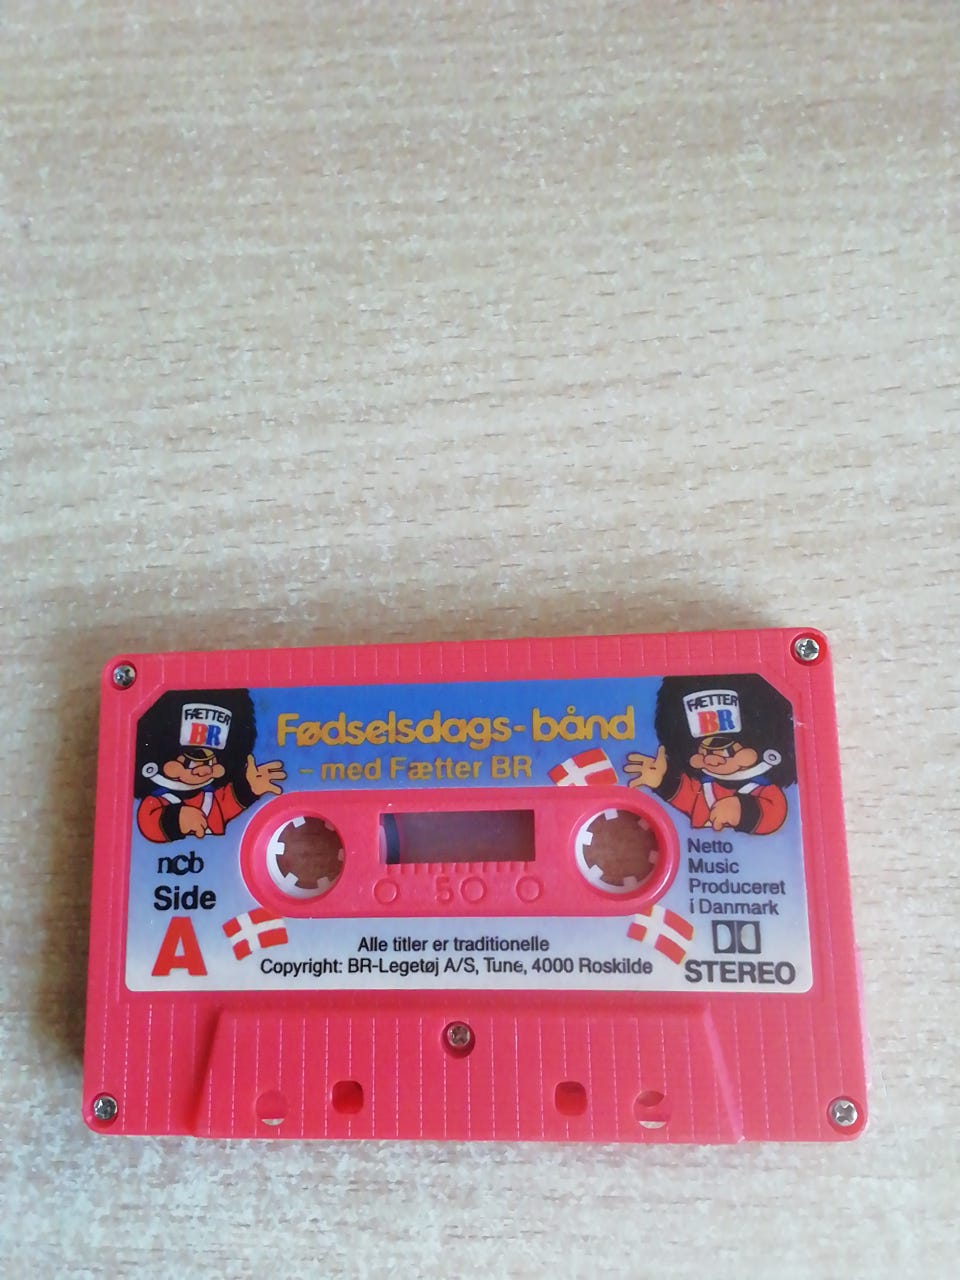 FÆTTER
BR
Fødselsdags-bånd
- med Fætter BR
FÆTTER
BR
ncb
Side
A
5
Netto
Music
Produceret
i Danmark
Alle titler er traditionelle
Copyright: BR-Legetøj A/S, Tune, 4000 Roskilde
STEREO